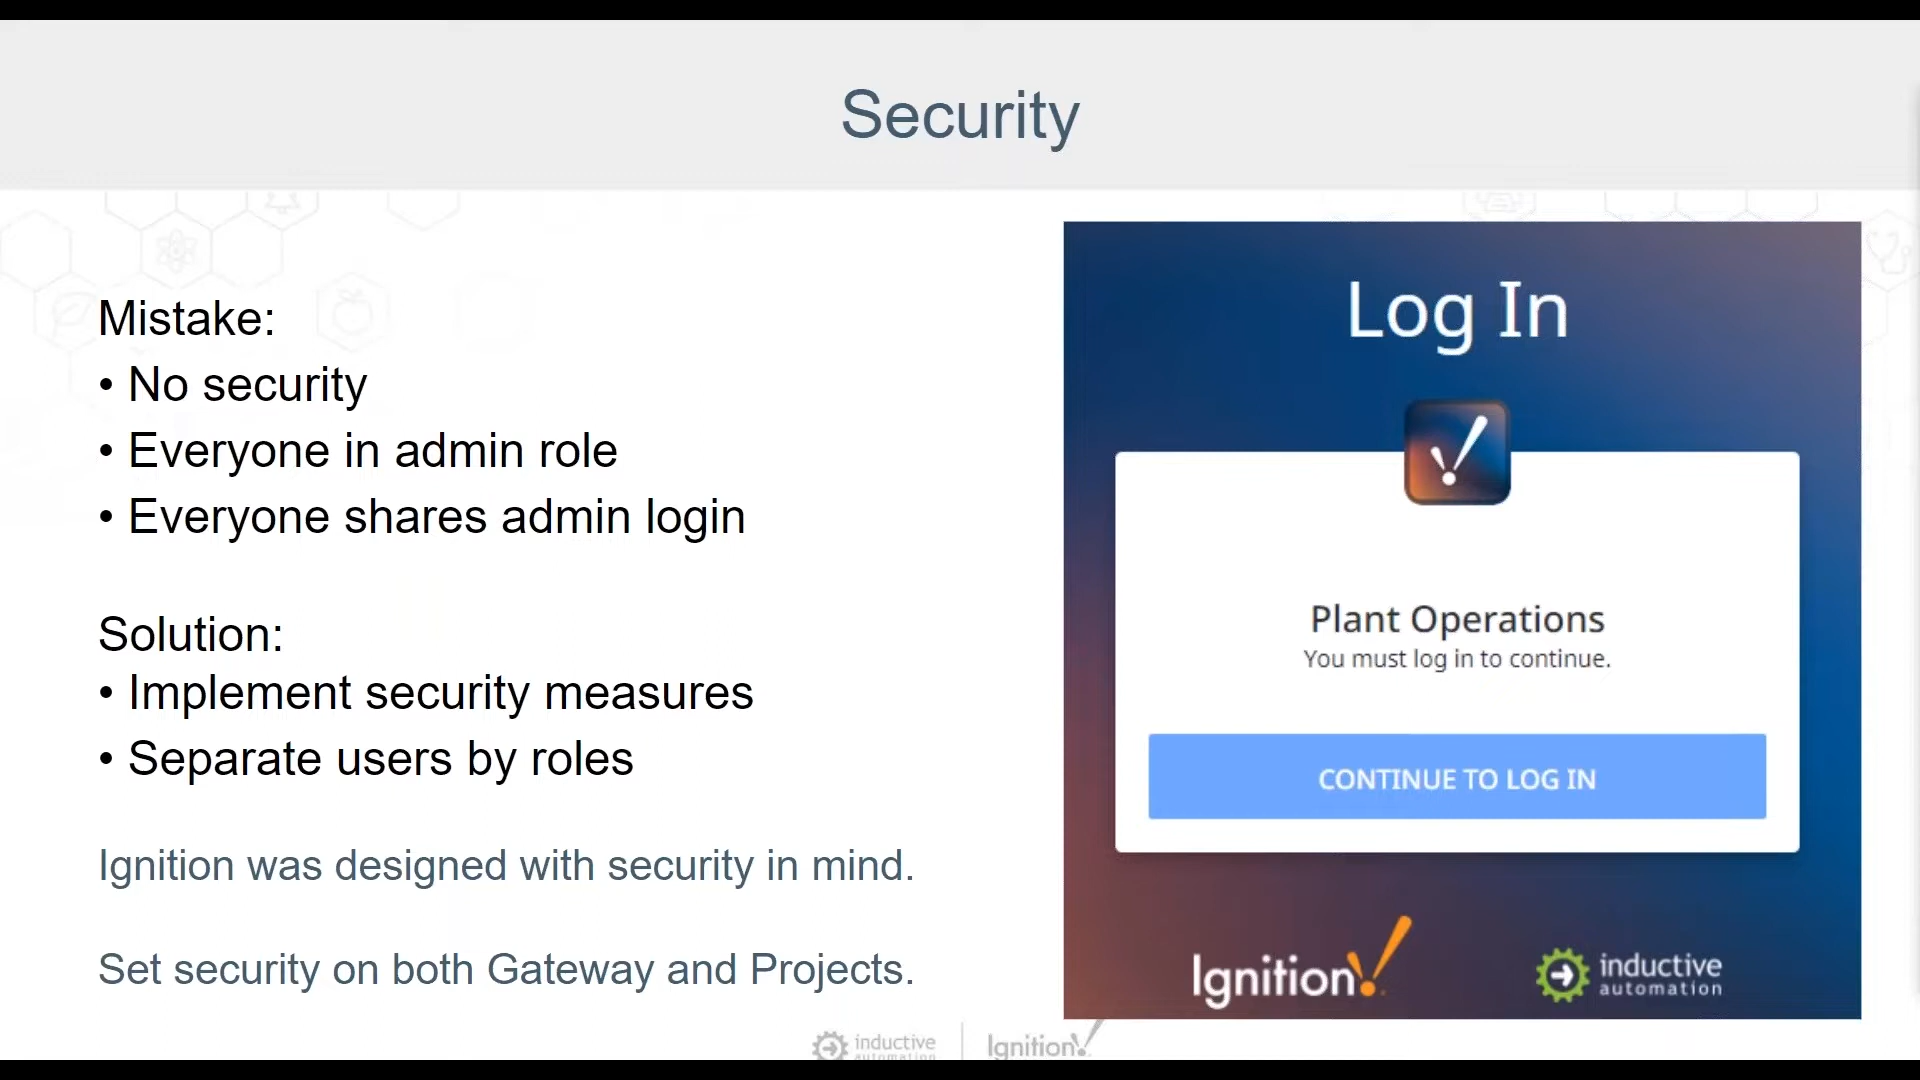 Security
Mistake:
• No security
• Everyone in admin role
• Everyone shares admin login
Solution:
• Implement security measures
• Separate users by roles
Ignition was designed with security in mind.
Set security on both Gateway and Projects.
Log In
Plant Operations
You must log in to continue.
CONTINUE TO LOG IN
Ignition!
inductive
automation
inductive
automation
Ignition!